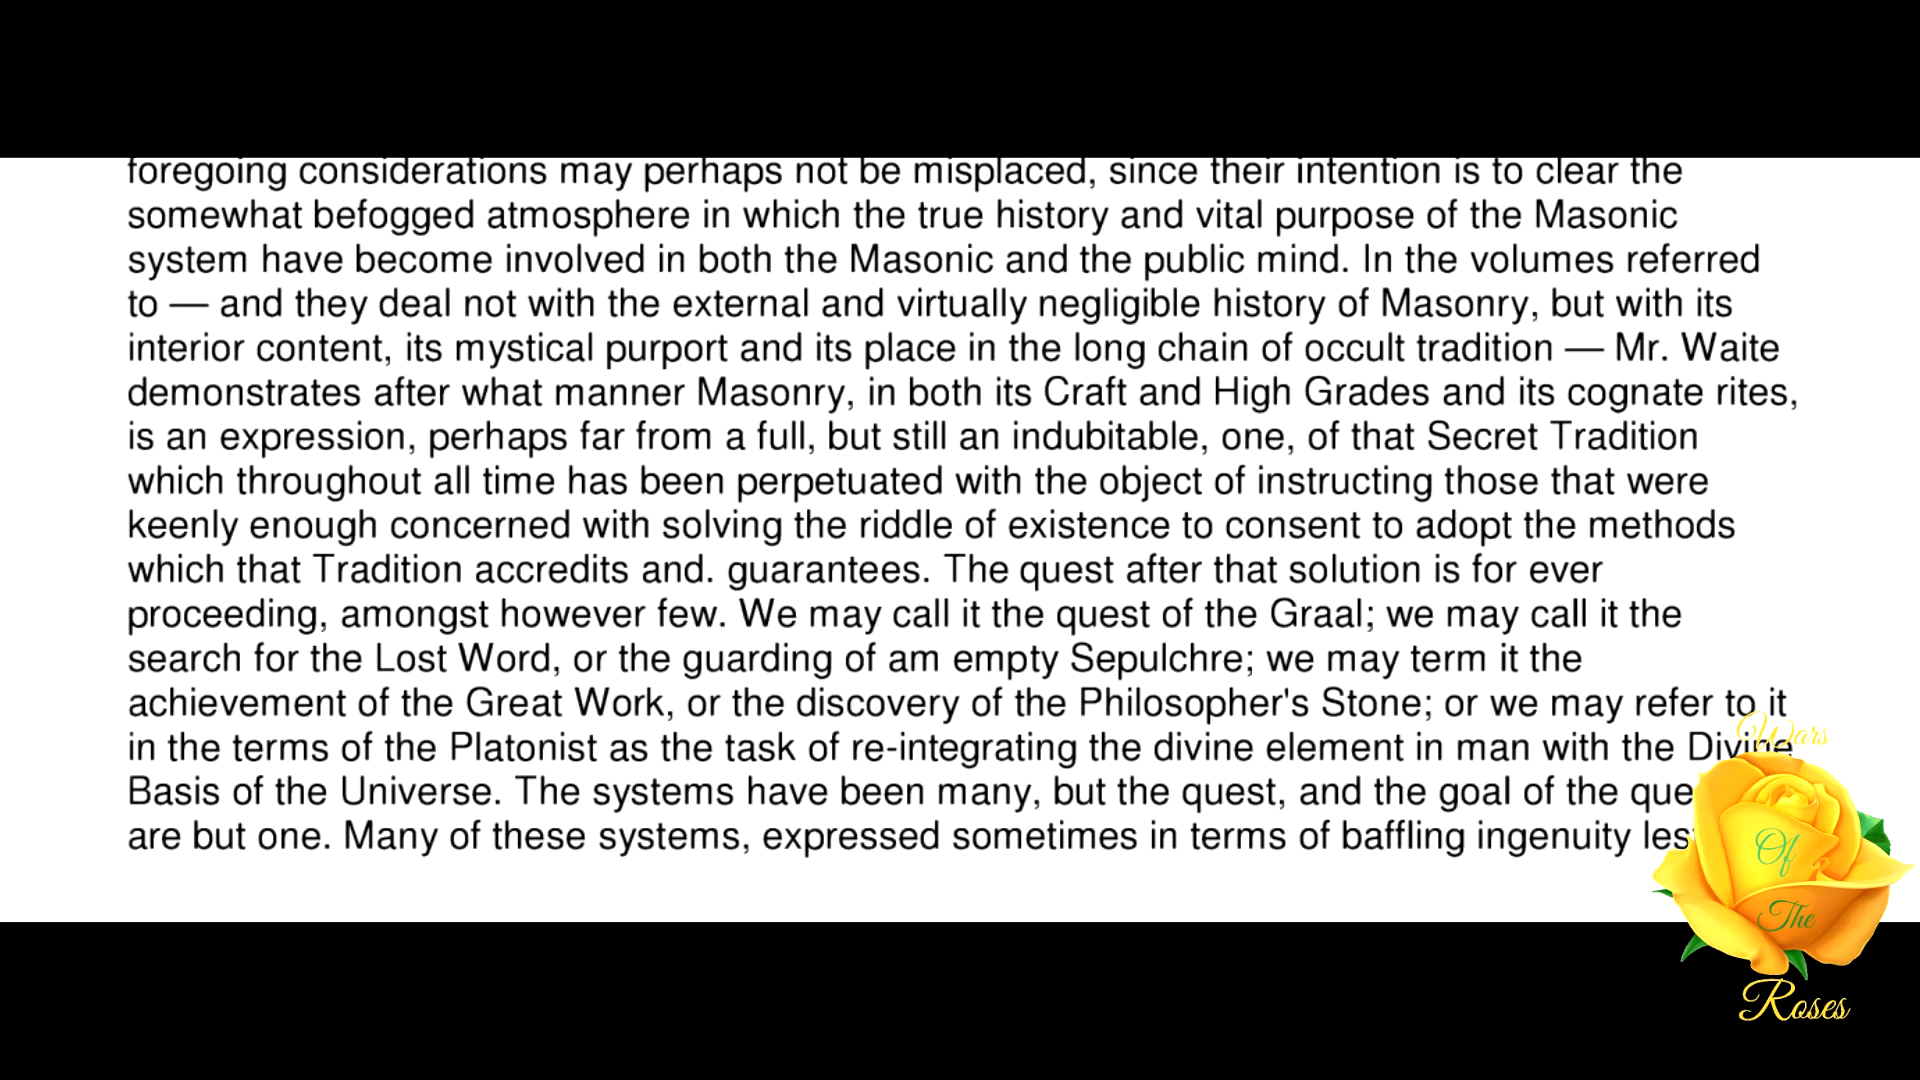 foregoing considerations may perhaps not be misplaced, since their intention is to clear the
somewhat befogged atmosphere in which the true history and vital purpose of the Masonic
system have become involved in both the Masonic and the public mind. In the volumes referred
to — and they deal not with the external and virtually negligible history of Masonry, but with its
interior content, its mystical purport and its place in the long chain of occult tradition — Mr. Waite
demonstrates after what manner Masonry, in both its Craft and High Grades and its cognate rites,
is an expression, perhaps far from a full, but still an indubitable, one, of that Secret Tradition
which throughout all time has been perpetuated with the object of instructing those that were
keenly enough concerned with solving the riddle of existence to consent to adopt the methods
which that Tradition accredits and. guarantees. The quest after that solution is for ever
proceeding, amongst however few. We may call it the quest of the Graal; we may call it the
search for the Lost Word, or the guarding of am empty Sepulchre; we may term it the
achievement of the Great Work, or the discovery of the Philosopher's Stone; or we may refer to it
in the terms of the Platonist as the task of re-integrating the divine element in man with the Divine
Basis of the Universe. The systems have been many, but the quest, and the goal of the
are but one. Many of these systems, expressed sometimes in terms of baffling ingenuity
Wars
Of
The
Roses